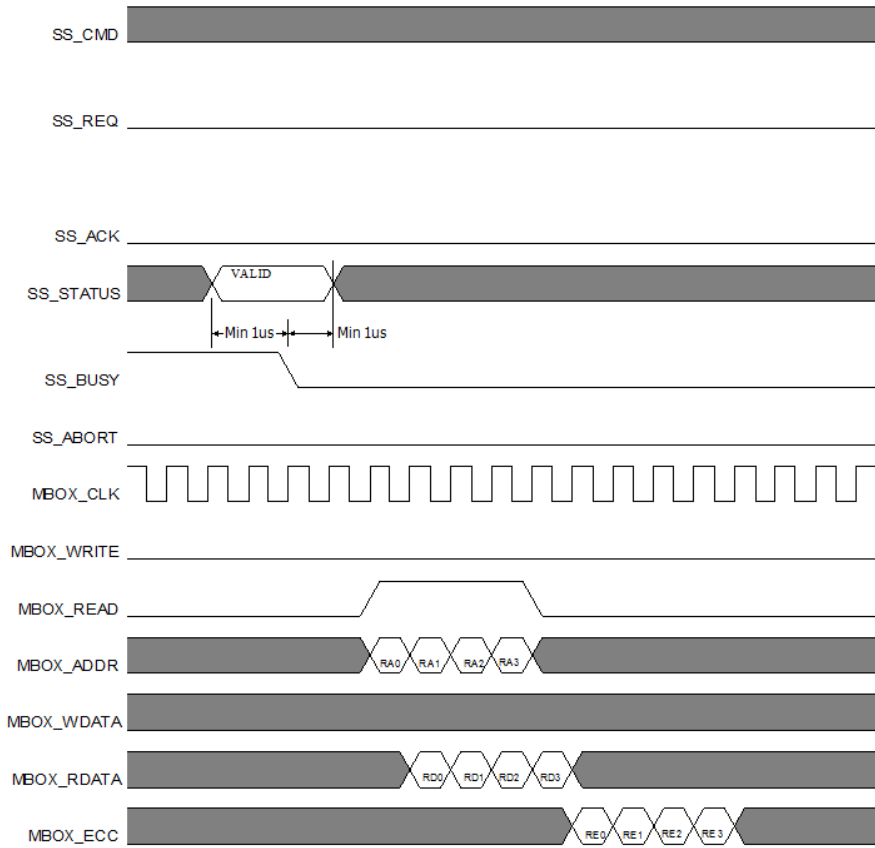 SS_CMD
SS_REQ
SS_ACK
VALID
SS_STATUS
Min 1us Min 1us
SS_BUSY
SS_ABORT
MBOX_CLK
MBOX_WRITE
MBOX_READ
MBOX_ADDR RA0 RA1 RA2 RA3
MBOX_WDATA
MBOX_RDATA RD0 RD1 RD2 RD3
MBOX_ECC RE0 RE1 RE2 RE3